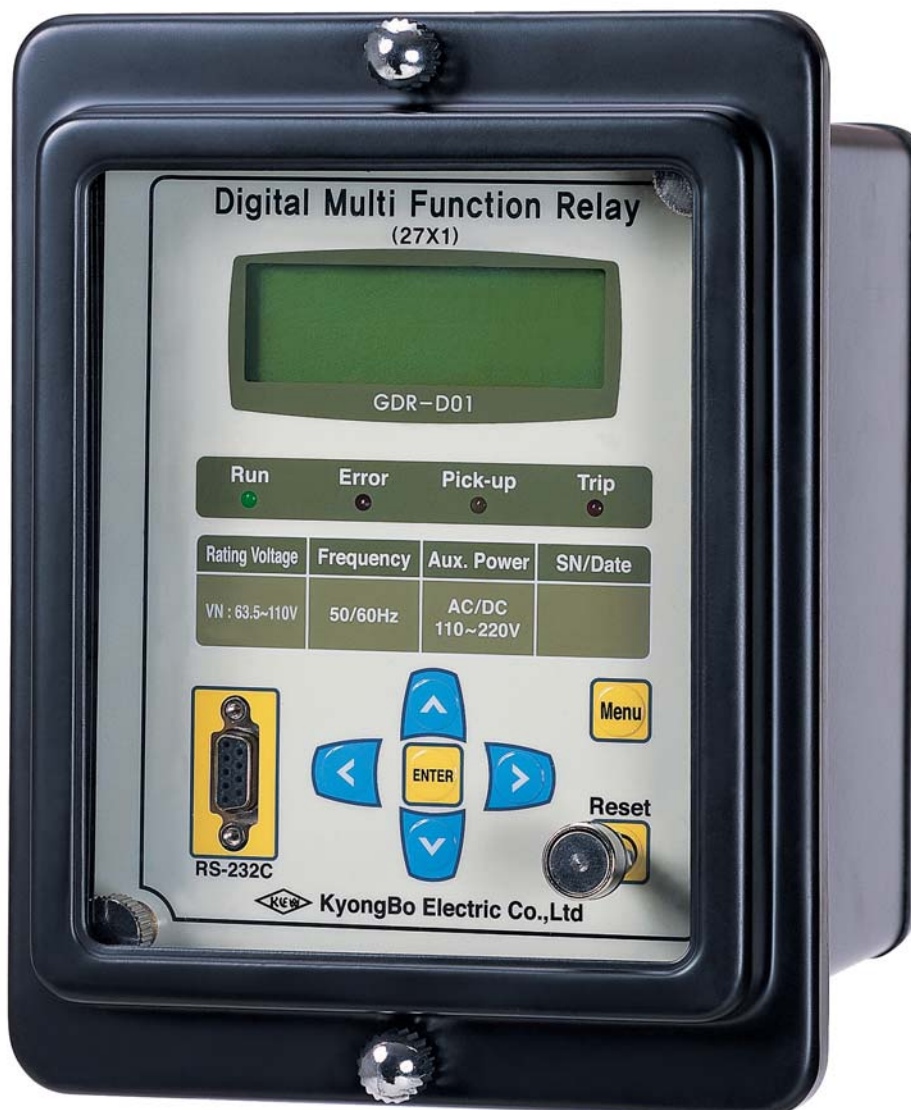 Digital Multi Function Relay
(27X1)
GDR-D01
Run Error Pick-up Trip
Rating Voltage Frequency Aux. Power SN/Date
VN : 63.5~110V 50/60Hz AC/DC 110~220V
Menu
ENTER
Reset
RS-232C
KyongBo Electric Co.,Ltd